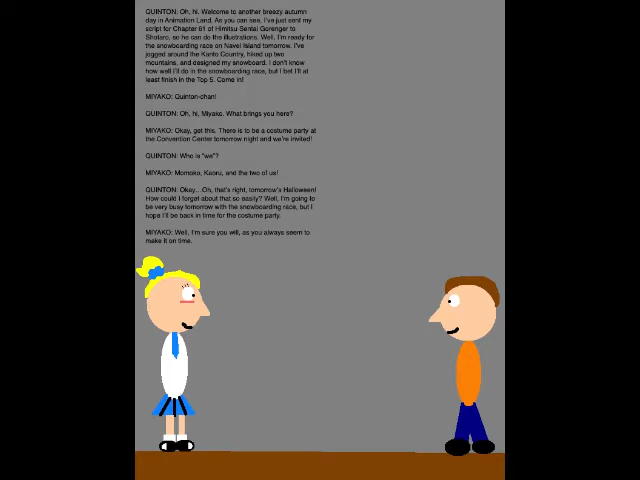 QUINTON: Oh, hi. Welcome to another breezy autumn
day in Animation Land. As you can see, I've just sent my
script for Chapter 61 of Himitsu Sentai Gorenger to
Shotaro, so he can do the illustrations. Well, I'm ready for
the snowboarding race on Navel Island tomorrow. I've
jogged around the Kanto Country, hiked up two
mountains, and designed my snowboard. I don't know
how well I'll do in the snowboarding race, but I bet I'll at
least finish in the Top 5. Come in!
MIYAKO: Quinton-chan!
QUINTON: Oh, hi, Miyako. What brings you here?
MIYAKO: Okay, get this. There is to be a costume party at
the Convention Center tomorrow night and we're invited!
QUINTON: Who is "we"?
MIYAKO: Momoko, Kaoru, and the two of us!
QUINTON: Okay... Oh, that's right, tomorrow's Halloween!
How could I forget about that so easily? Well, I'm going to
be very busy tomorrow with the snowboarding race, but I
hope I'll be back in time for the costume party.
MIYAKO: Well, I'm sure you will, as you always seem to
make it on time.